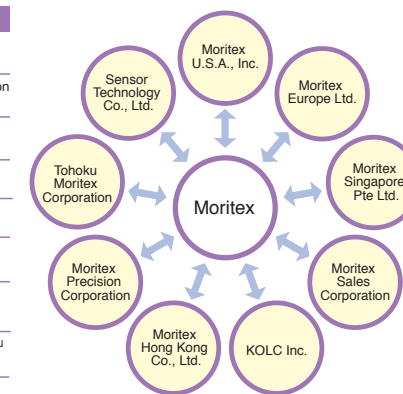 Moritex
U.S.A., Inc.
Sensor
Technology
Co., Ltd.
Moritex
Europe Ltd.
on
Tohoku
Moritex
Corporation
Moritex
Moritex
Singapore
Pte Ltd.
Moritex
Precision
Corporation
Moritex
Sales
Corporation
Moritex
Hong Kong
Co., Ltd.
KOLC Inc.
u